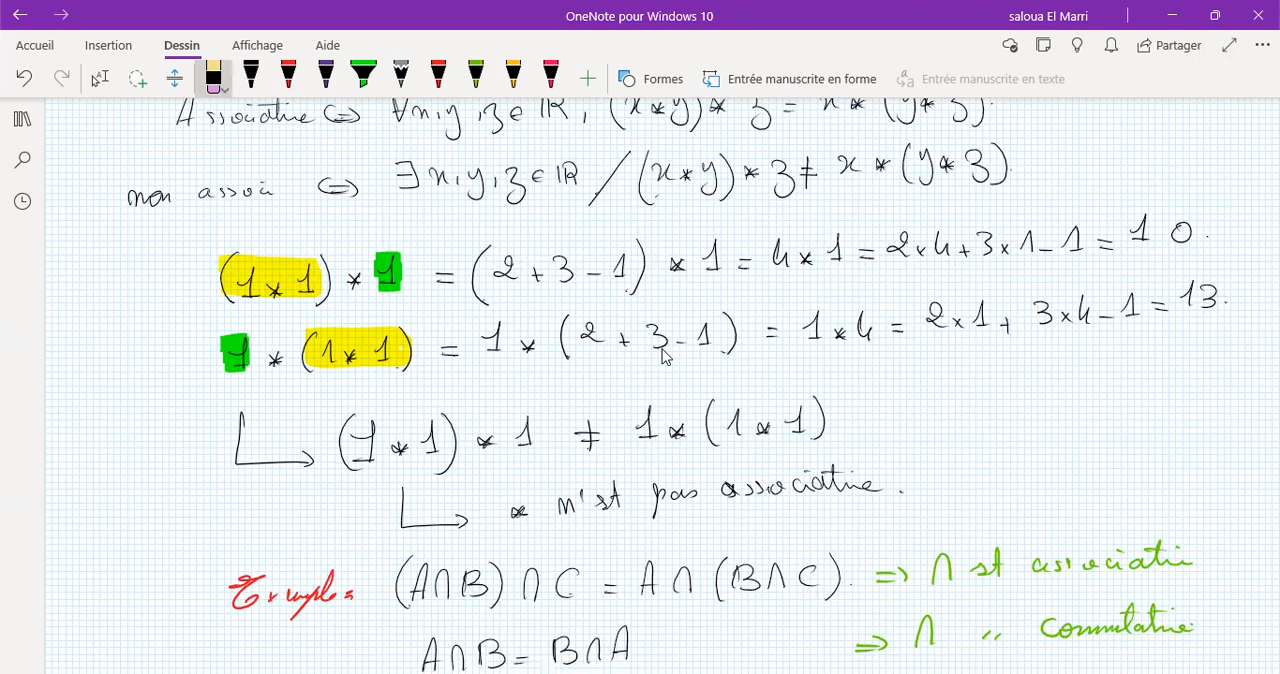 OneNote pour Windows 10
saloua El Marri
Accueil Insertion Dessin Affichage Aide
Partager
Formes Entrée manuscrite en forme Entrée manuscrite en texte
Associative ⇔ ∀x,y,z ∈ ℝ, (x*y)* z = x * (y*z).
non assoc ⇔ ∃ x,y,z ∈ ℝ / (x*y)*z ≠ x * (y*z).
(1*1) * 1 = (2+3-1) * 1 = 4*1 = 2×4+3×1-1 = 10.
1 * (1*1) = 1 * (2+3-1) = 1*4 = 2×1+3×4-1 = 13.
(1*1) * 1 ≠ 1*(1*1)
* n'est pas associative.
Exemple (A∩B)∩C = A∩(B∩C). => ∩ est associative
A∩B = B∩A => ∩ " commutative